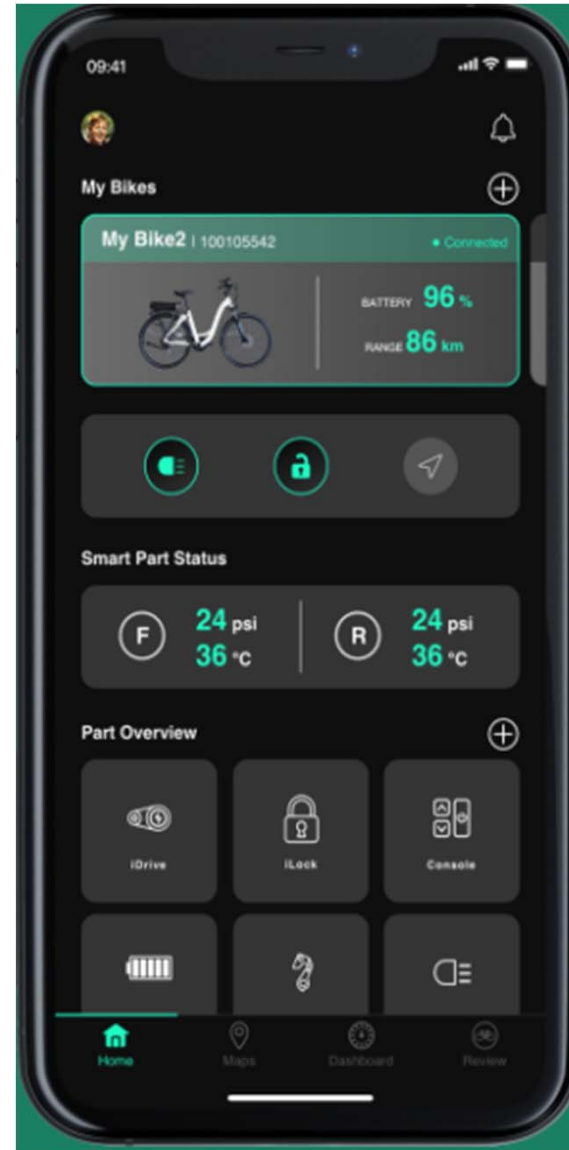 09:41
My Bikes
My Bike2 | 100105542
• Connected
BATTERY 96 %
RANGE 86 km
Smart Part Status
F 24 psi 36 °C
R 24 psi 36 °C
Part Overview
iDrive
iLock
Console
Home
Maps
Dashboard
Review